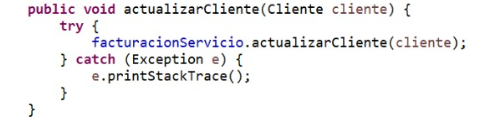 public void actualizarCliente(Cliente cliente) {
    try {
        facturacionServicio.actualizarCliente(cliente);
    } catch (Exception e) {
        e.printStackTrace();
    }
}